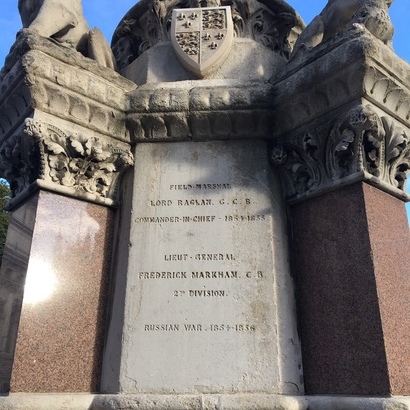 FIELD-MARSHAL
LORD RAGLAN, G.C.B.
COMMANDER-IN-CHIEF - 1854-1855
LIEUT-GENERAL
FREDERICK MARKHAM, C.B.
2ND DIVISION.
RUSSIAN WAR. 1854-1856